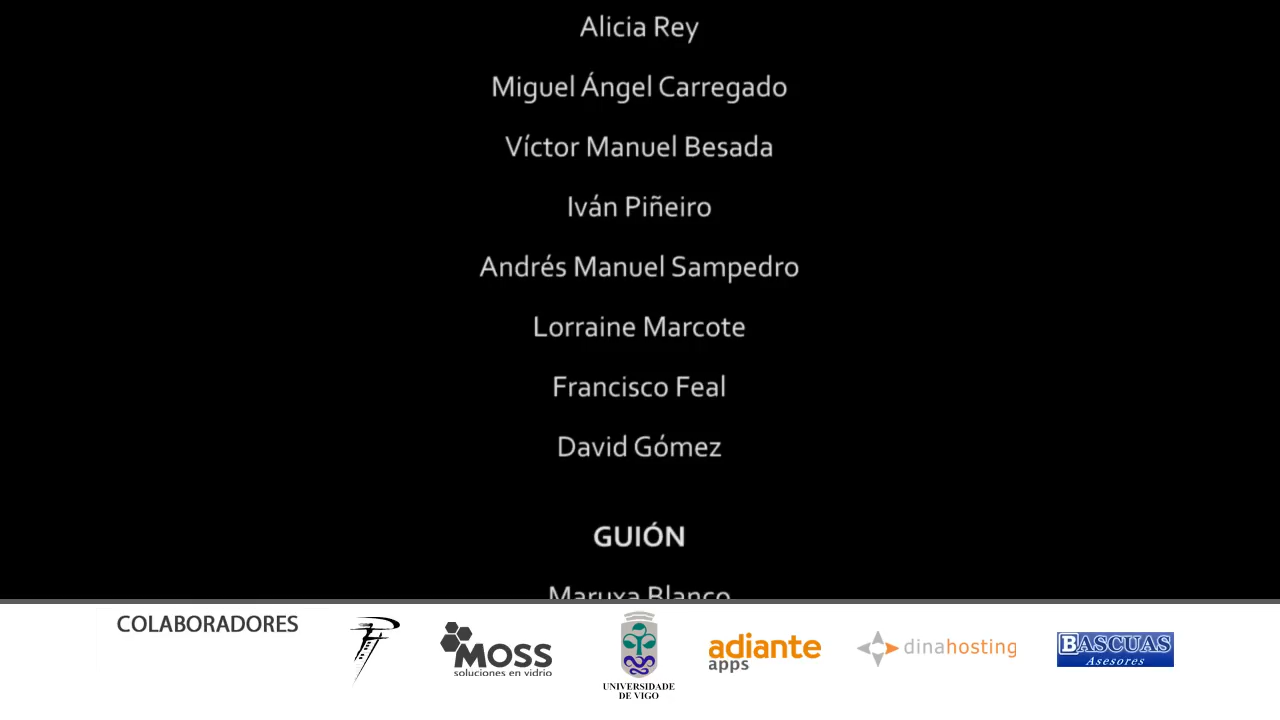 Alicia Rey
Miguel Ángel Carregado
Víctor Manuel Besada
Iván Piñeiro
Andrés Manuel Sampedro
Lorraine Marcote
Francisco Feal
David Gómez
GUIÓN
Maruxa Blanco
COLABORADORES
MOSS
soluciones en vidrio
UNIVERSIDADE
DE VIGO
adiante
apps
dinahosting
BASCUAS
Asesores